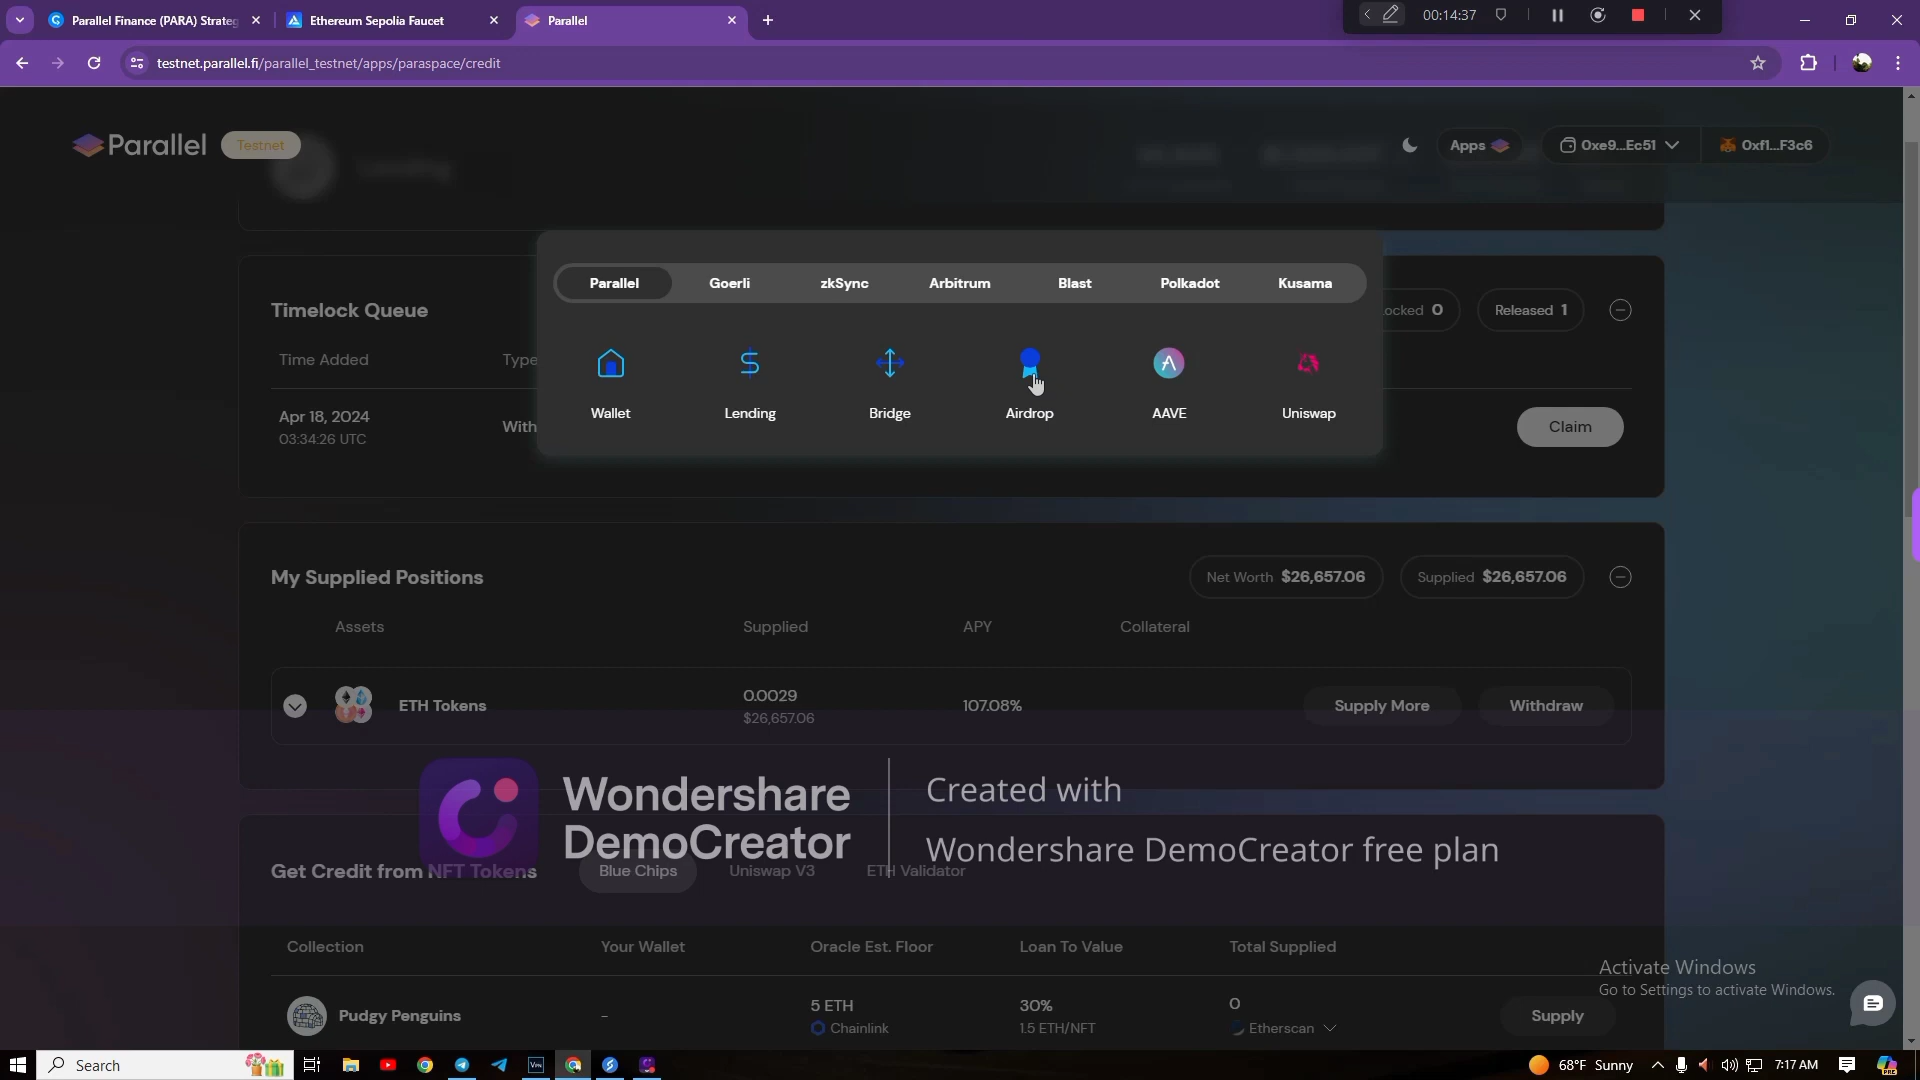 Parallel Finance (PARA) Strateg
Ethereum Sepolia Faucet
Parallel
00:14:37
testnet.parallel.fi/parallel_testnet/apps/paraspace/credit
Parallel
Testnet
Lending
Apps
0xe9...Ec51
0xf1...F3c6
Parallel
Goerli
zkSync
Arbitrum
Blast
Polkadot
Kusama
Wallet
Lending
Bridge
Airdrop
AAVE
Uniswap
Timelock Queue
ocked 0
Released 1
Time Added
Type
Apr 18, 2024
03:34:26 UTC
With
Claim
My Supplied Positions
Net Worth $26,657.06
Supplied $26,657.06
Assets
Supplied
APY
Collateral
ETH Tokens
0.0029
$26,657.06
107.08%
Supply More
Withdraw
Wondershare
DemoCreator
Created with
Wondershare DemoCreator free plan
Get Credit from NFT Tokens
Blue Chips
Uniswap V3
ETH Validator
Collection
Your Wallet
Oracle Est. Floor
Loan To Value
Total Supplied
Pudgy Penguins
-
5 ETH
Chainlink
30%
1.5 ETH/NFT
0
Etherscan
Supply
Activate Windows
Go to Settings to activate Windows.
Search
68°F Sunny
7:17 AM